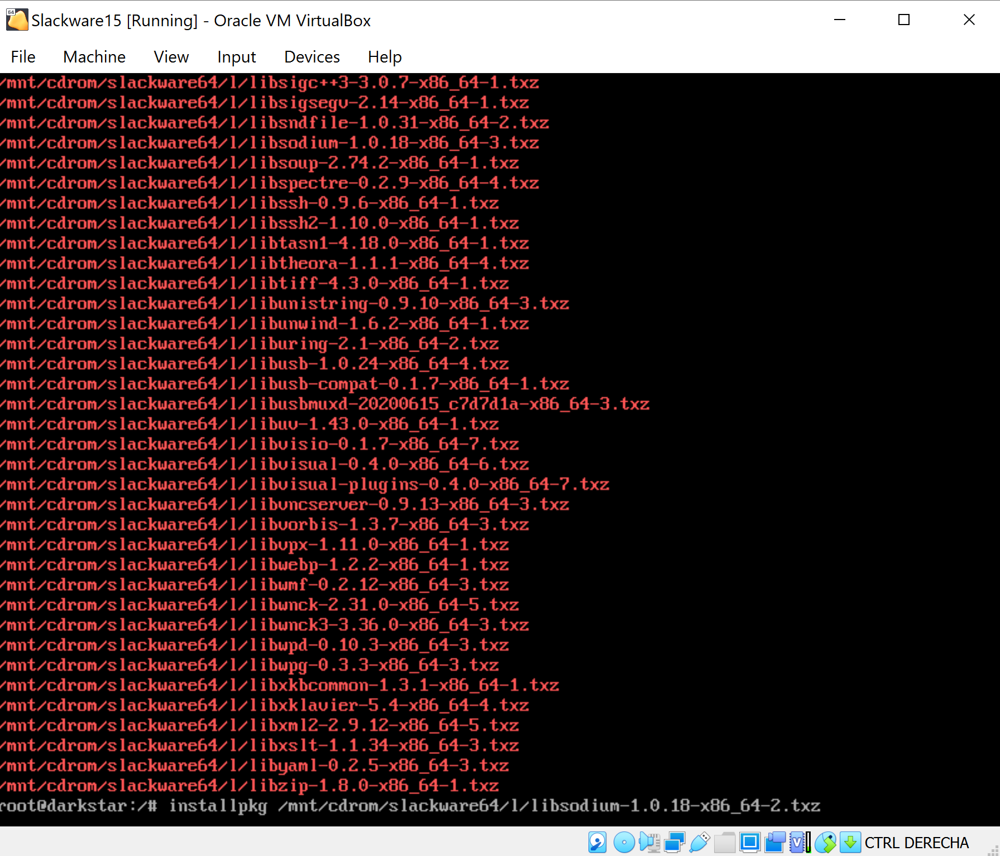 64
Slackware15 [Running] - Oracle VM VirtualBox
File Machine View Input Devices Help
/mnt/cdrom/slackware64/l/libsigc++3-3.0.7-x86_64-1.txz
/mnt/cdrom/slackware64/l/libsigsegv-2.14-x86_64-1.txz
/mnt/cdrom/slackware64/l/libsndfile-1.0.31-x86_64-2.txz
/mnt/cdrom/slackware64/l/libsodium-1.0.18-x86_64-3.txz
/mnt/cdrom/slackware64/l/libsoup-2.74.2-x86_64-1.txz
/mnt/cdrom/slackware64/l/libspectre-0.2.9-x86_64-4.txz
/mnt/cdrom/slackware64/l/libssh-0.9.6-x86_64-1.txz
/mnt/cdrom/slackware64/l/libssh2-1.10.0-x86_64-1.txz
/mnt/cdrom/slackware64/l/libtasn1-4.18.0-x86_64-1.txz
/mnt/cdrom/slackware64/l/libtheora-1.1.1-x86_64-4.txz
/mnt/cdrom/slackware64/l/libtiff-4.3.0-x86_64-1.txz
/mnt/cdrom/slackware64/l/libunistring-0.9.10-x86_64-3.txz
/mnt/cdrom/slackware64/l/libunwind-1.6.2-x86_64-1.txz
/mnt/cdrom/slackware64/l/liburing-2.1-x86_64-2.txz
/mnt/cdrom/slackware64/l/libusb-1.0.24-x86_64-4.txz
/mnt/cdrom/slackware64/l/libusb-compat-0.1.7-x86_64-1.txz
/mnt/cdrom/slackware64/l/libusbmuxd-20200615_c7d7d1a-x86_64-3.txz
/mnt/cdrom/slackware64/l/libuv-1.43.0-x86_64-1.txz
/mnt/cdrom/slackware64/l/libvisio-0.1.7-x86_64-7.txz
/mnt/cdrom/slackware64/l/libvisual-0.4.0-x86_64-6.txz
/mnt/cdrom/slackware64/l/libvisual-plugins-0.4.0-x86_64-7.txz
/mnt/cdrom/slackware64/l/libvncserver-0.9.13-x86_64-3.txz
/mnt/cdrom/slackware64/l/libvorbis-1.3.7-x86_64-3.txz
/mnt/cdrom/slackware64/l/libvpx-1.11.0-x86_64-1.txz
/mnt/cdrom/slackware64/l/libwebp-1.2.2-x86_64-1.txz
/mnt/cdrom/slackware64/l/libwmf-0.2.12-x86_64-3.txz
/mnt/cdrom/slackware64/l/libwnck-2.31.0-x86_64-5.txz
/mnt/cdrom/slackware64/l/libwnck3-3.36.0-x86_64-3.txz
/mnt/cdrom/slackware64/l/libwpd-0.10.3-x86_64-3.txz
/mnt/cdrom/slackware64/l/libwpg-0.3.3-x86_64-3.txz
/mnt/cdrom/slackware64/l/libxkbcommon-1.3.1-x86_64-1.txz
/mnt/cdrom/slackware64/l/libxklavier-5.4-x86_64-4.txz
/mnt/cdrom/slackware64/l/libxml2-2.9.12-x86_64-5.txz
/mnt/cdrom/slackware64/l/libxslt-1.1.34-x86_64-3.txz
/mnt/cdrom/slackware64/l/libyaml-0.2.5-x86_64-3.txz
/mnt/cdrom/slackware64/l/libzip-1.8.0-x86_64-1.txz
root@darkstar:/# installpkg /mnt/cdrom/slackware64/l/libsodium-1.0.18-x86_64-2.txz
CTRL DERECHA